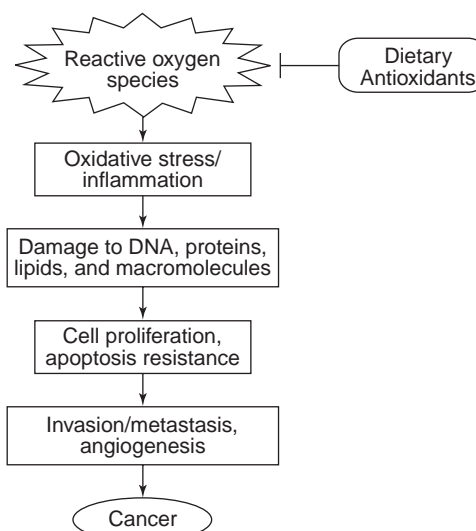 Reactive oxygen
species
Dietary
Antioxidants
Oxidative stress/
inflammation
Damage to DNA, proteins,
lipids, and macromolecules
Cell proliferation,
apoptosis resistance
Invasion/metastasis,
angiogenesis
Cancer